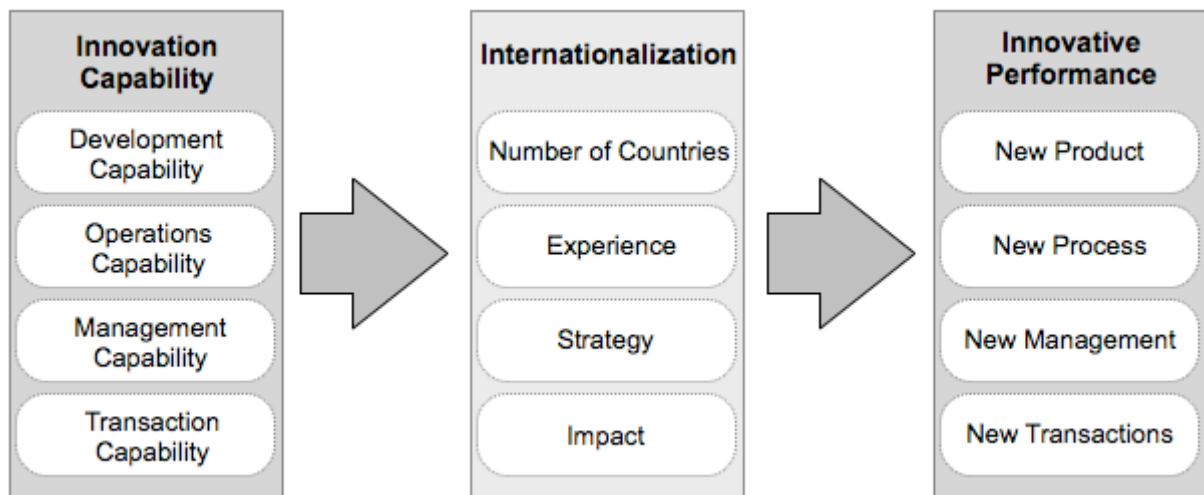 Innovation
Capability
Development
Capability
Operations
Capability
Management
Capability
Transaction
Capability
Internationalization
Number of Countries
Experience
Strategy
Impact
Innovative
Performance
New Product
New Process
New Management
New Transactions